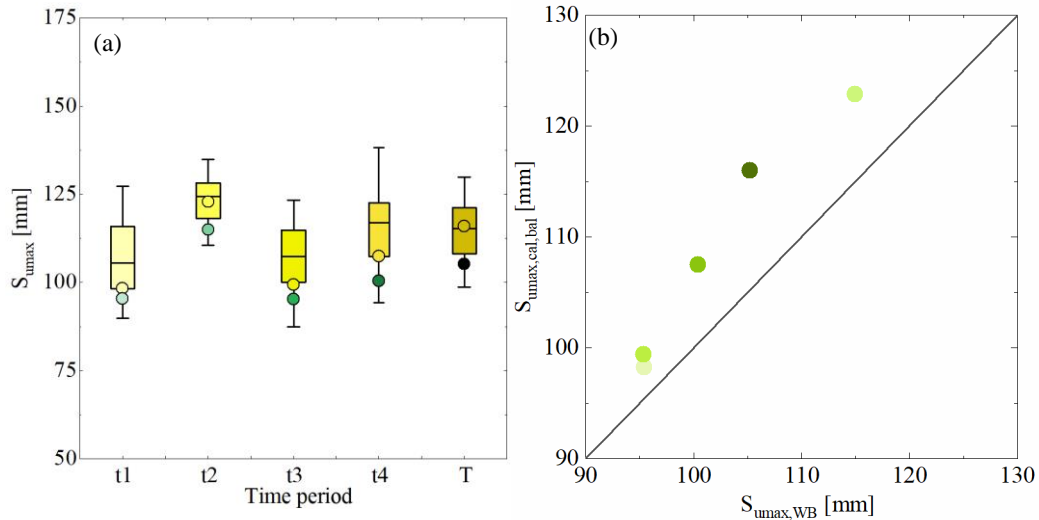 (a)
175
150
125
100
75
50
S_umax [mm]
t1 t2 t3 t4 T
Time period
(b)
130
120
110
100
90
S_umax,cal,bal [mm]
90 100 110 120 130
S_umax,WB [mm]